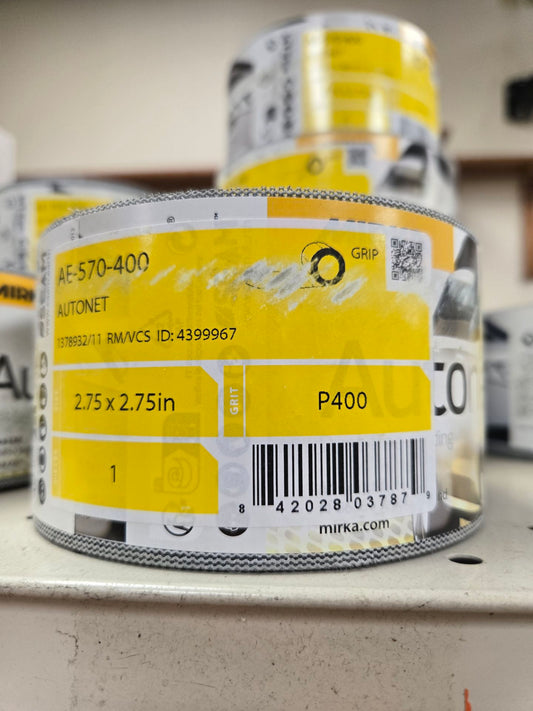 AE-570-400
GRIP
AUTONET
1378932/11 RM/VCS ID: 4399967
2.75 x 2.75in
GRIT
P400
1
8 42028 03787 9
mirka.com